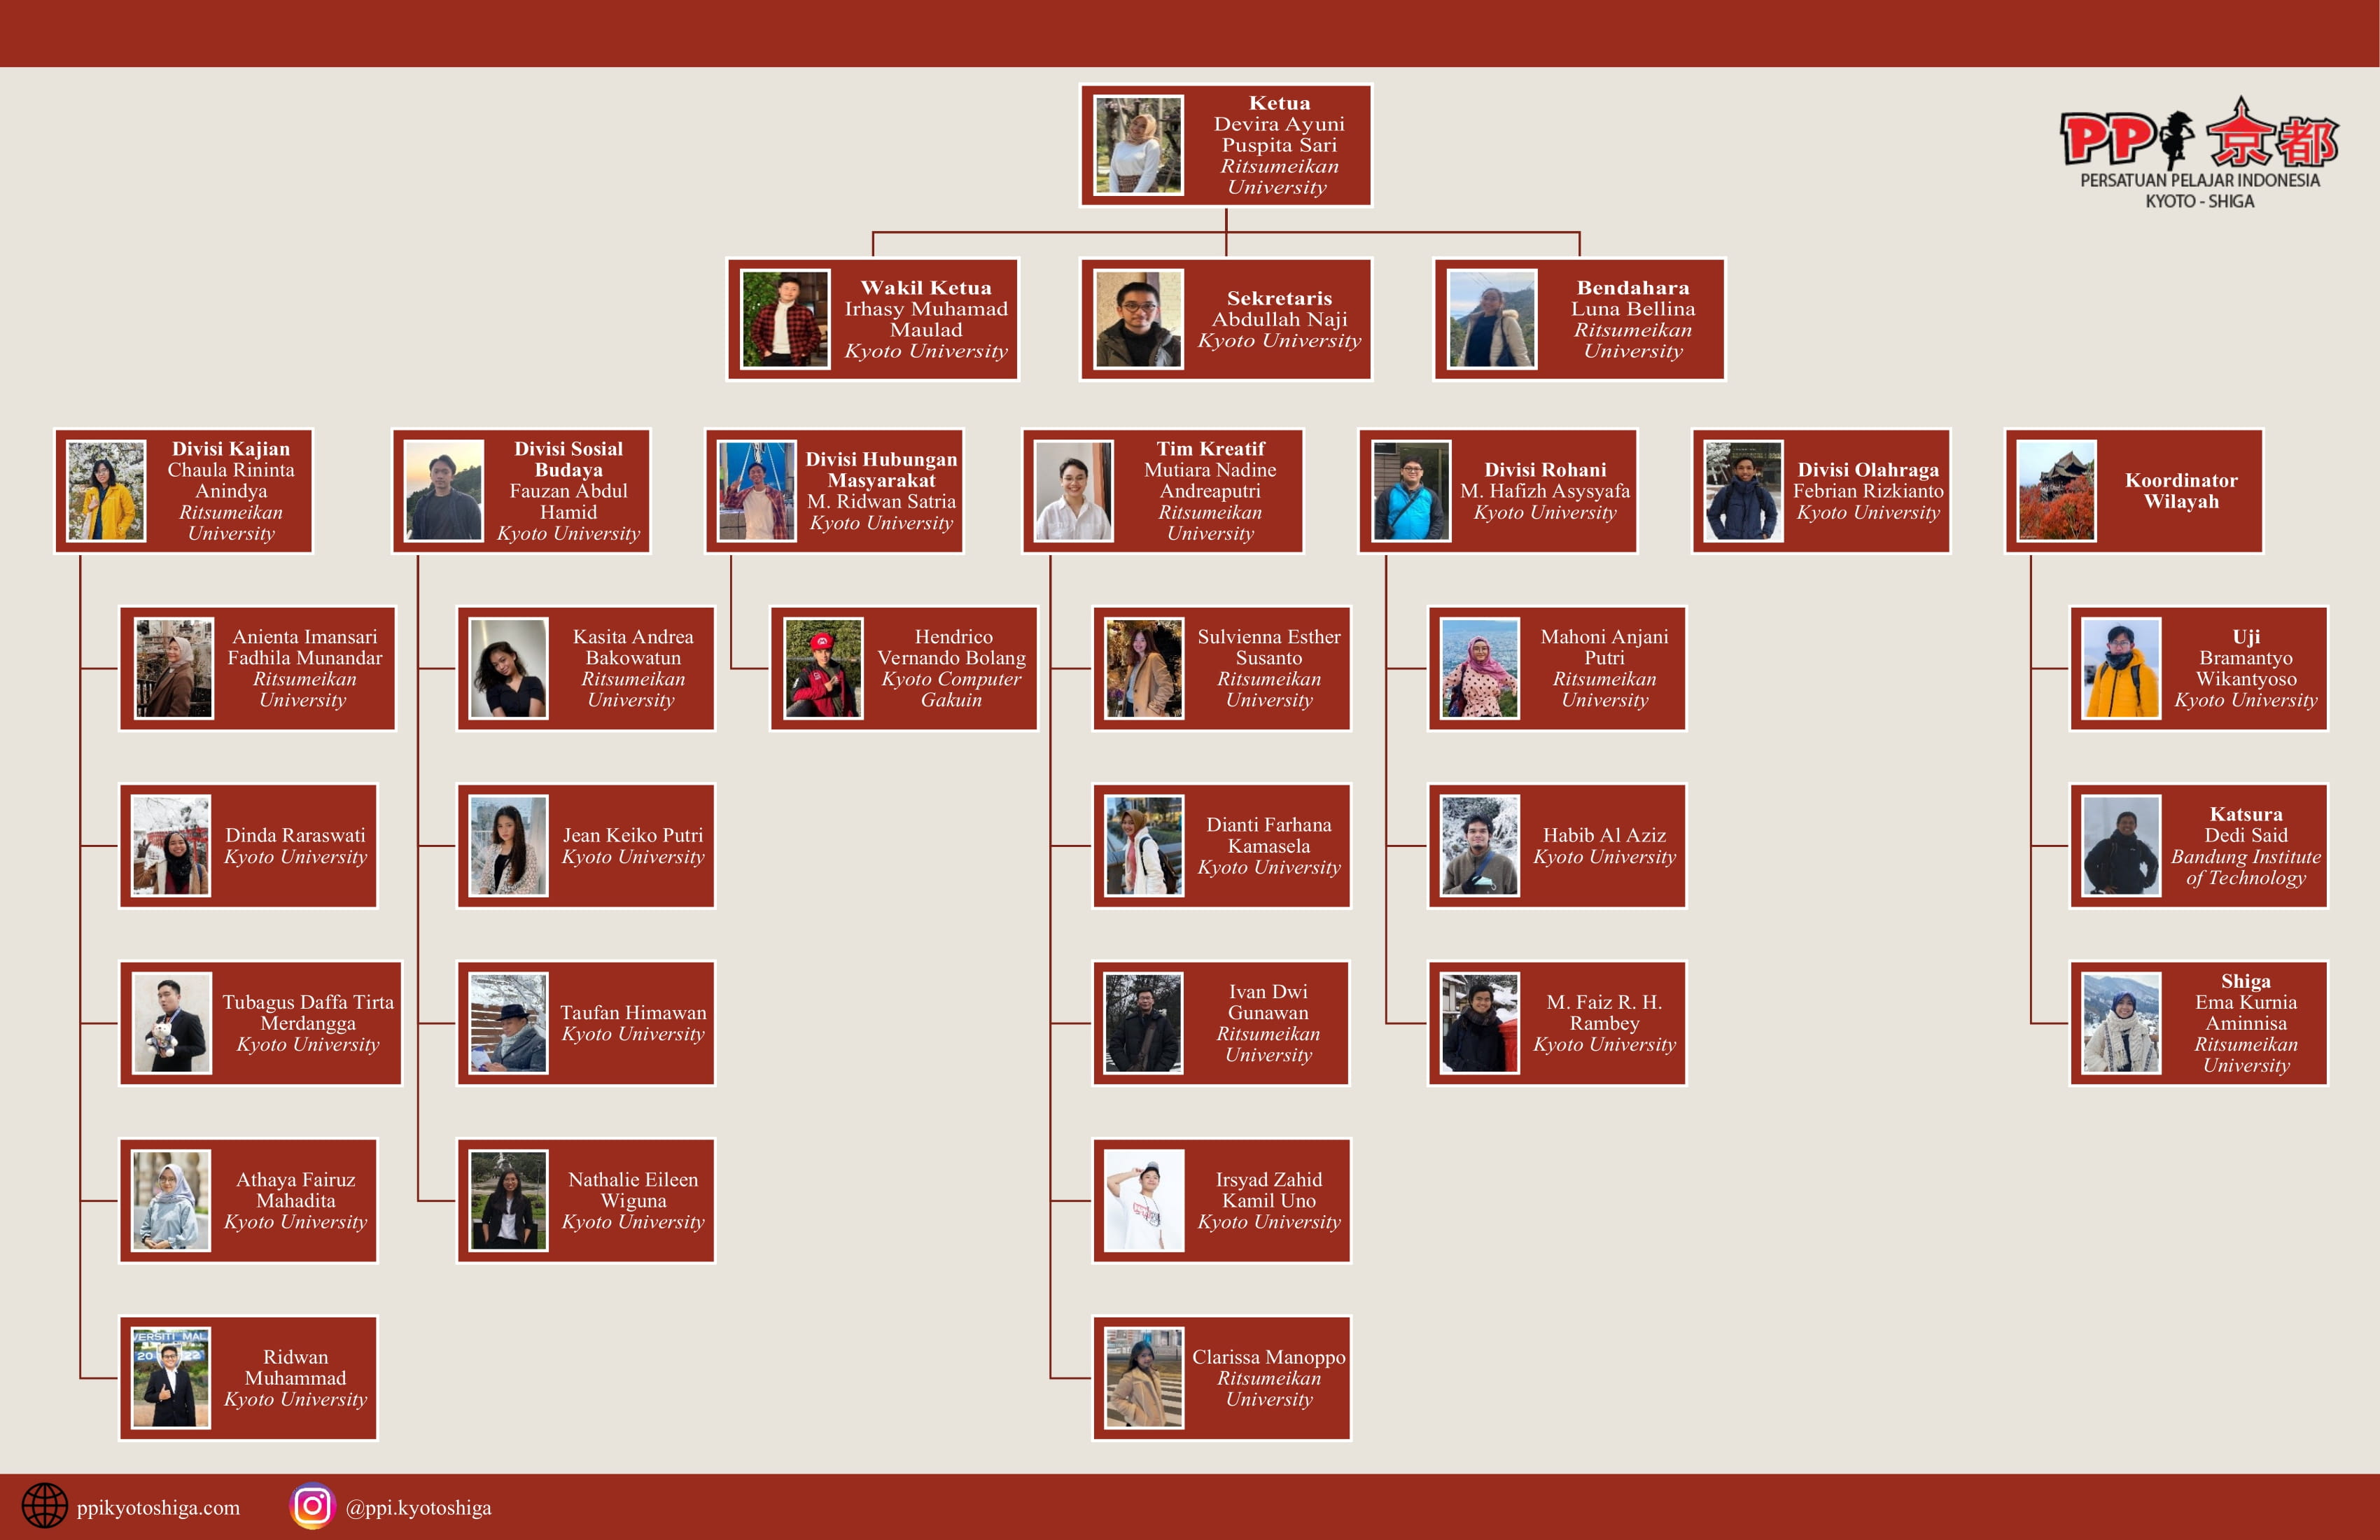 Ketua
Devira Ayuni
Puspita Sari
Ritsumeikan
University
PP 京都
PERSATUAN PELAJAR INDONESIA
KYOTO - SHIGA
Wakil Ketua
Irhasy Muhamad
Maulad
Kyoto University
Sekretaris
Abdullah Naji
Kyoto University
Bendahara
Luna Bellina
Ritsumeikan
University
Divisi Kajian
Chaula Rininta
Anindya
Ritsumeikan
University
Anienta Imansari
Fadhila Munandar
Ritsumeikan
University
Dinda Raraswati
Kyoto University
Tubagus Daffa Tirta
Merdangga
Kyoto University
Athaya Fairuz
Mahadita
Kyoto University
VERSITI MAL
20 22
Ridwan
Muhammad
Kyoto University
Divisi Sosial
Budaya
Fauzan Abdul
Hamid
Kyoto University
Kasita Andrea
Bakowatun
Ritsumeikan
University
Jean Keiko Putri
Kyoto University
Taufan Himawan
Kyoto University
Nathalie Eileen
Wiguna
Kyoto University
Divisi Hubungan
Masyarakat
M. Ridwan Satria
Kyoto University
Hendrico
Vernando Bolang
Kyoto Computer
Gakuin
Tim Kreatif
Mutiara Nadine
Andreaputri
Ritsumeikan
University
Sulvienna Esther
Susanto
Ritsumeikan
University
Dianti Farhana
Kamasela
Kyoto University
Ivan Dwi
Gunawan
Ritsumeikan
University
Irsyad Zahid
Kamil Uno
Kyoto University
Clarissa Manoppo
Ritsumeikan
University
Divisi Rohani
M. Hafizh Asysyafa
Kyoto University
Mahoni Anjani
Putri
Ritsumeikan
University
Habib Al Aziz
Kyoto University
M. Faiz R. H.
Rambey
Kyoto University
Divisi Olahraga
Febrian Rizkianto
Kyoto University
Koordinator
Wilayah
Uji
Bramantyo
Wikantyoso
Kyoto University
Katsura
Dedi Said
Bandung Institute
of Technology
Shiga
Ema Kurnia
Aminnisa
Ritsumeikan
University
ppikyotoshiga.com
@ppi.kyotoshiga